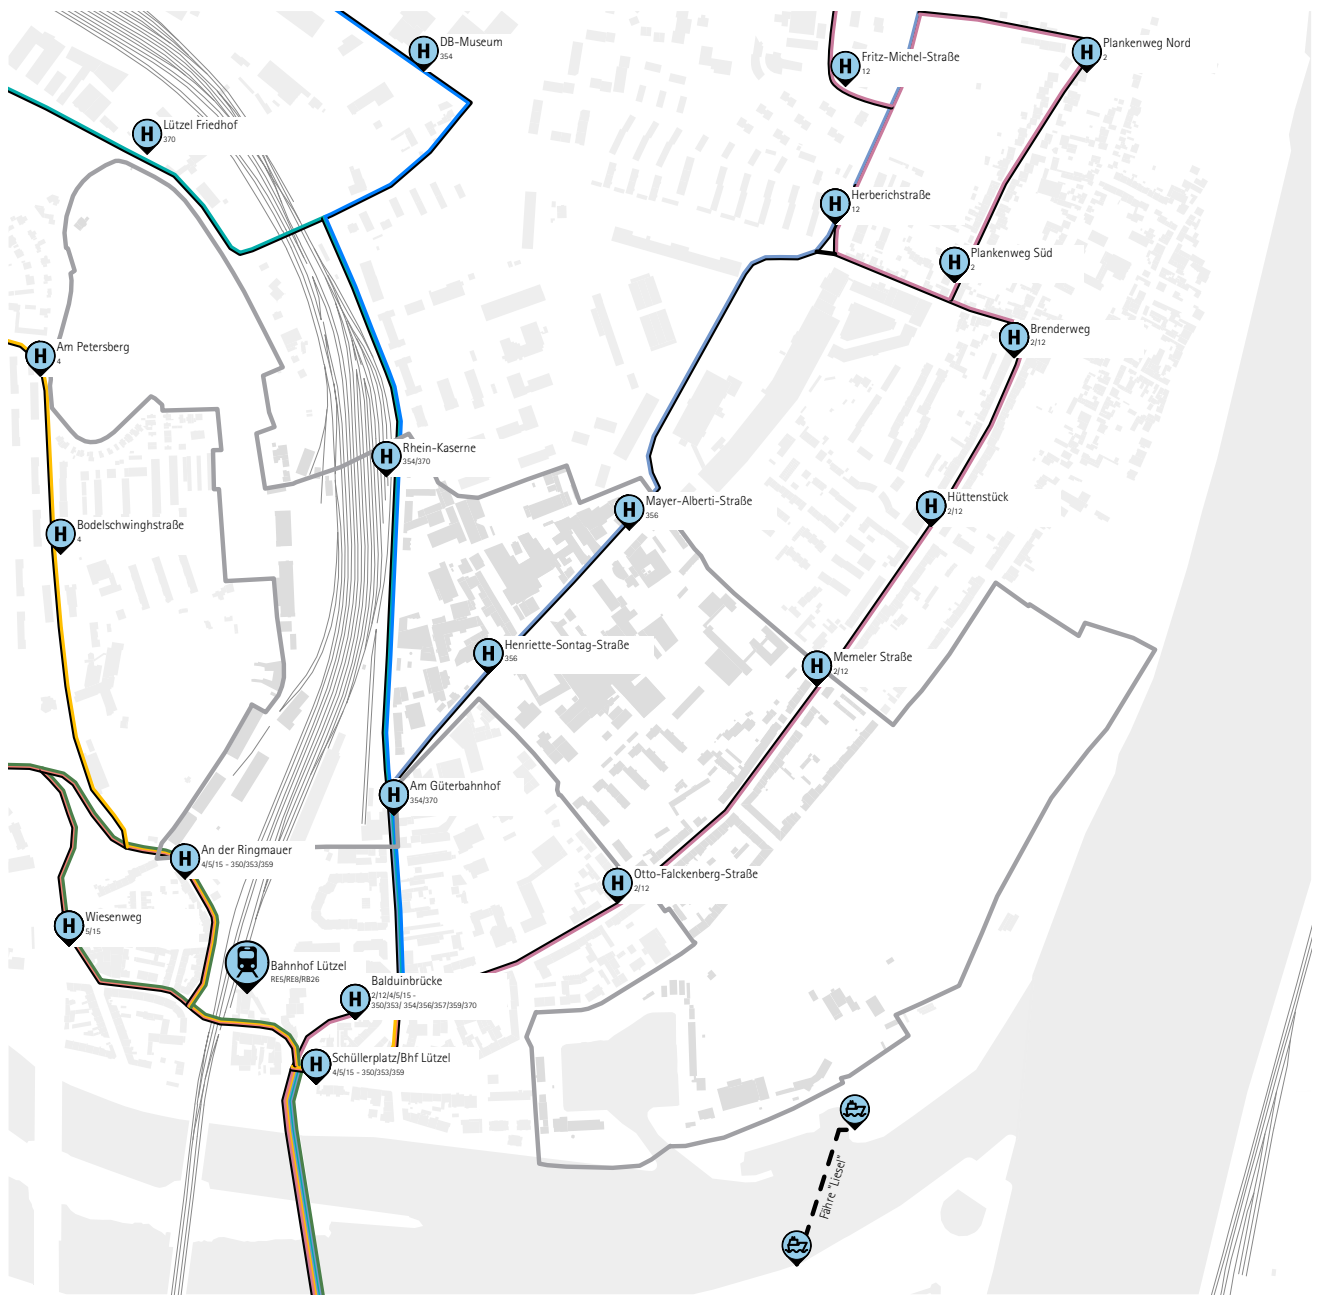 DB-Museum
354
H
Plankenweg Nord
2
H
Fritz-Michel-Straße
12
H
Lützel Friedhof
370
H
Herberichstraße
12
H
Plankenweg Süd
2
H
Brenderweg
2/12
H
Am Petersberg
4
H
Rhein-Kaserne
354/370
H
Mayer-Alberti-Straße
356
H
Hüttenstück
2/12
H
Bodelschwinghstraße
4
H
Henriette-Sontag-Straße
356
H
Memeler Straße
2/12
H
Am Güterbahnhof
354/370
H
An der Ringmauer
4/5/15 - 350/353/359
H
Otto-Falckenberg-Straße
2/12
H
Wiesenweg
5/15
H
Bahnhof Lützel
RE5/RE8/RB26
Balduinbrücke
2/12/4/5/15 -
350/353/ 354/356/357/359/370
H
Schüllerplatz/Bhf Lützel
4/5/15 - 350/353/359
H
Fähre "Liesel"